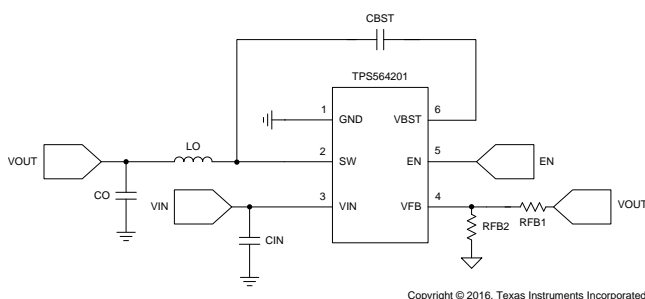 CBST
TPS564201
1 GND VBST 6
LO
VOUT 2 SW EN 5 EN
CO
VIN 3 VIN VFB 4 VOUT
RFB2 RFB1
CIN
Copyright © 2016, Texas Instruments Incorporated